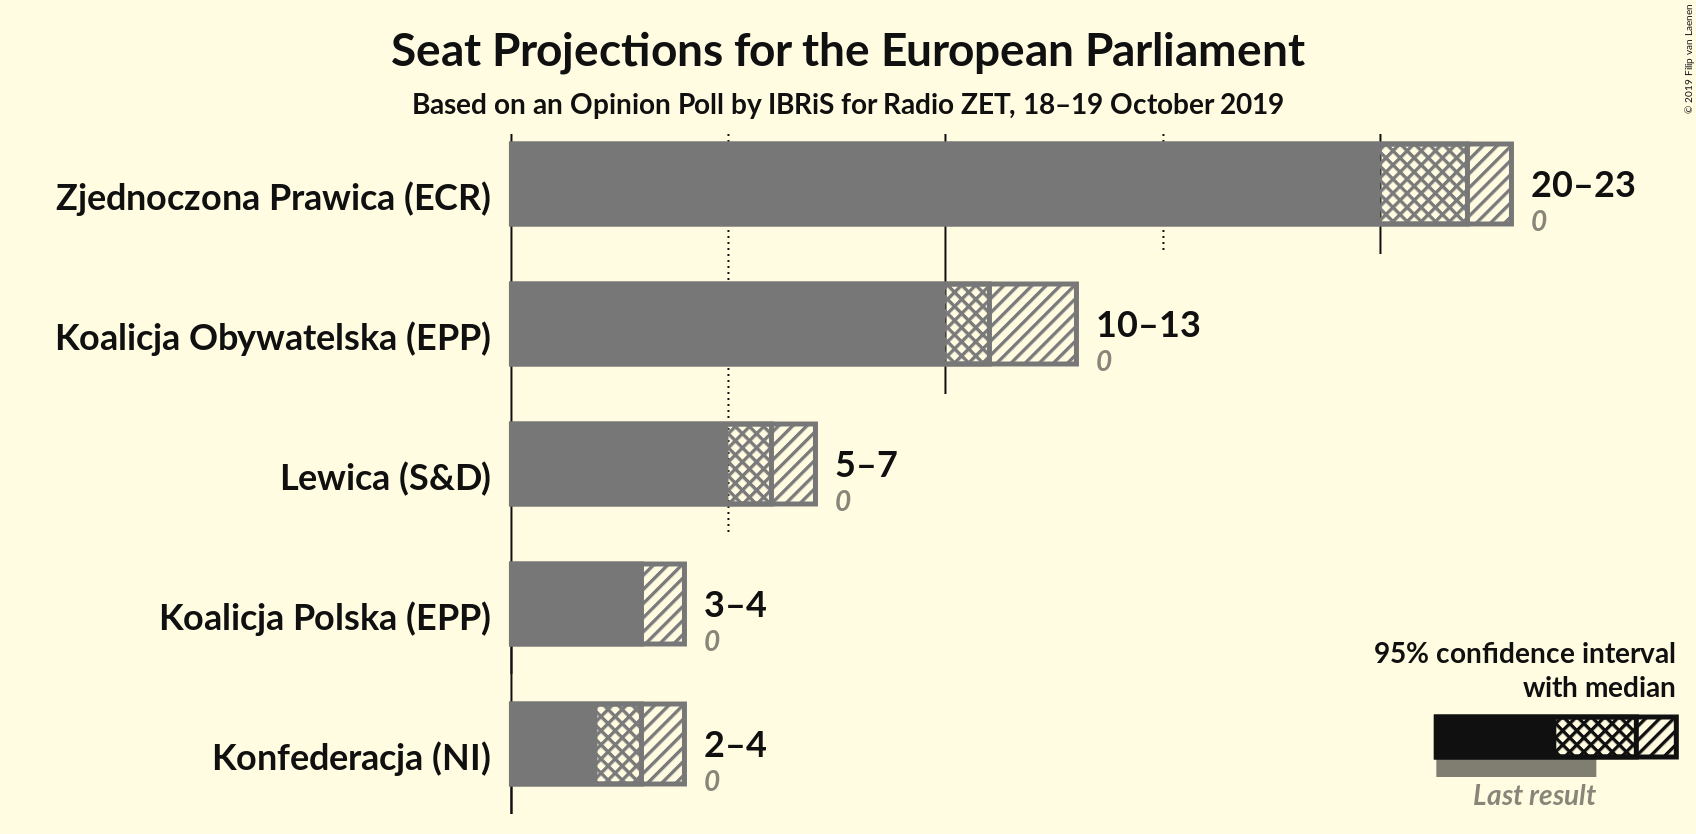 Seat Projections for the European Parliament
Based on an Opinion Poll by IBRiS for Radio ZET, 18–19 October 2019
© 2019 Filip van Laenen
Zjednoczona Prawica (ECR)
20–23
0
Koalicja Obywatelska (EPP)
10–13
0
Lewica (S&D)
5–7
0
Koalicja Polska (EPP)
3–4
0
Konfederacja (NI)
2–4
0
95% confidence interval
with median
Last result